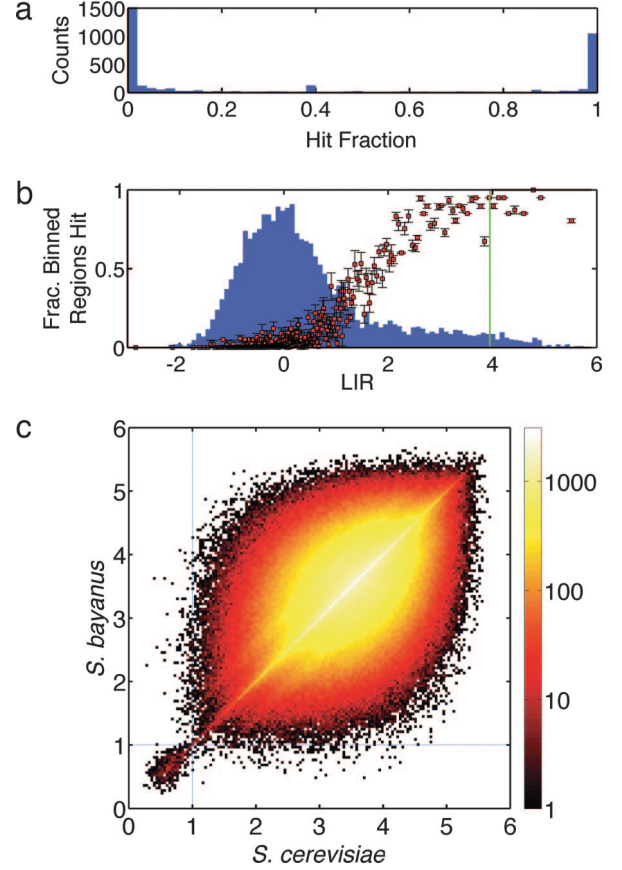 a
1500
1000
500
0
Counts
0 0.2 0.4 0.6 0.8 1
Hit Fraction
b
1
0.5
0
Frac. Binned
Regions Hit
-2 0 2 4 6
LIR
c
6
5
4
3
2
1
0
S. bayanus
0 1 2 3 4 5 6
S. cerevisiae
1000
100
10
1